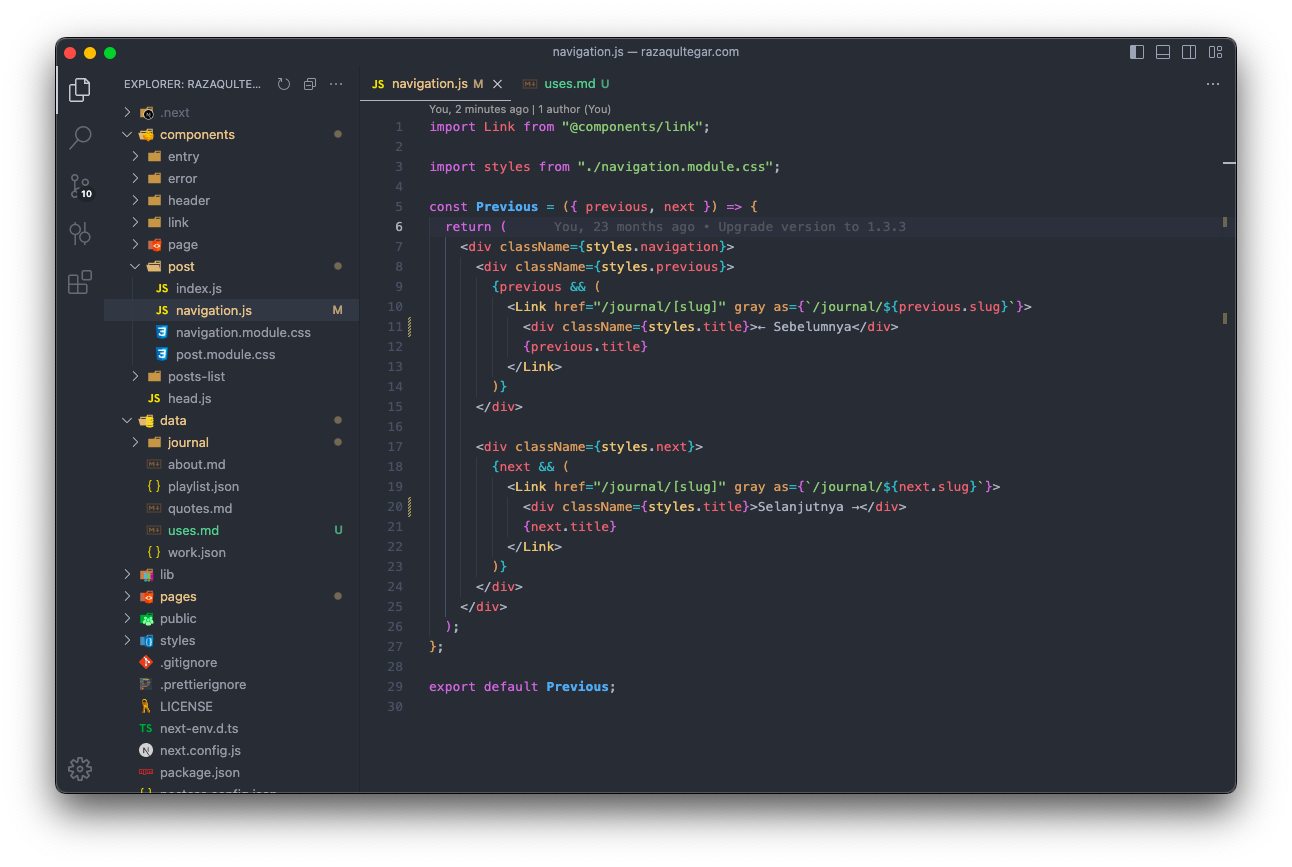 navigation.js — razaqultegar.com
EXPLORER: RAZAQULTE...
.next
components
entry
error
header
link
page
post
index.js
navigation.js M
navigation.module.css
post.module.css
posts-list
head.js
data
journal
about.md
playlist.json
quotes.md
uses.md U
work.json
lib
pages
public
styles
.gitignore
.prettierignore
LICENSE
TS next-env.d.ts
next.config.js
package.json
10
JS navigation.js M
uses.md U
You, 2 minutes ago | 1 author (You)
1 import Link from "@components/link";
2
3 import styles from "./navigation.module.css";
4
5 const Previous = ({ previous, next }) => {
6 return ( You, 23 months ago • Upgrade version to 1.3.3
7 <div className={styles.navigation}>
8 <div className={styles.previous}>
9 {previous && (
10 <Link href="/journal/[slug]" gray as={`/journal/${previous.slug}`}>
11 <div className={styles.title}>← Sebelumnya</div>
12 {previous.title}
13 </Link>
14 )}
15 </div>
16
17 <div className={styles.next}>
18 {next && (
19 <Link href="/journal/[slug]" gray as={`/journal/${next.slug}`}>
20 <div className={styles.title}>Selanjutnya →</div>
21 {next.title}
22 </Link>
23 )}
24 </div>
25 </div>
26 );
27 };
28
29 export default Previous;
30